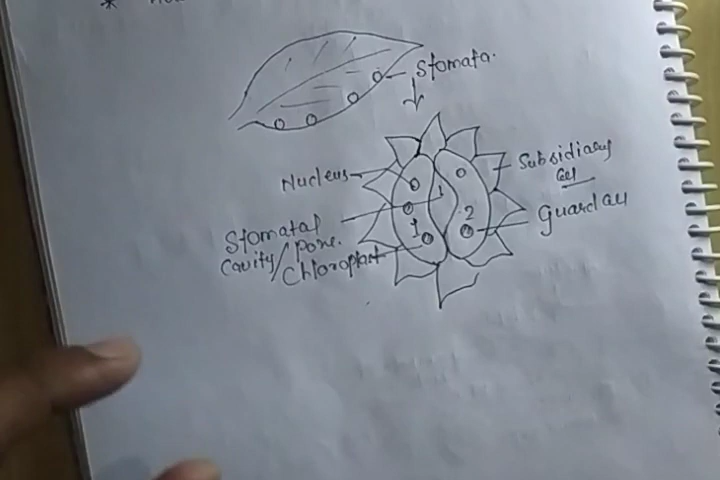 Stomata.
Nucleus
Subsidiary
cell
Guard cell
Stomatal
Cavity/pore.
Chloroplast
1
1
2